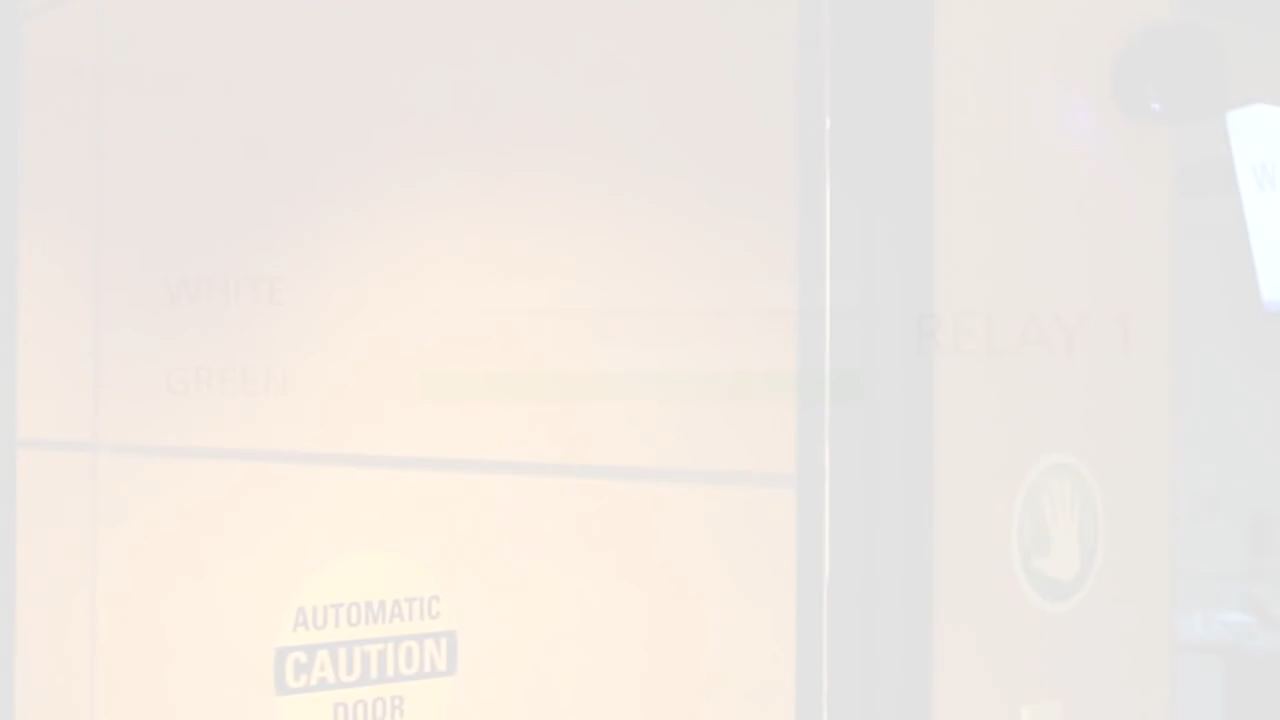 WHITE
RELAY 1
GREEN
AUTOMATIC
CAUTION
DOOR